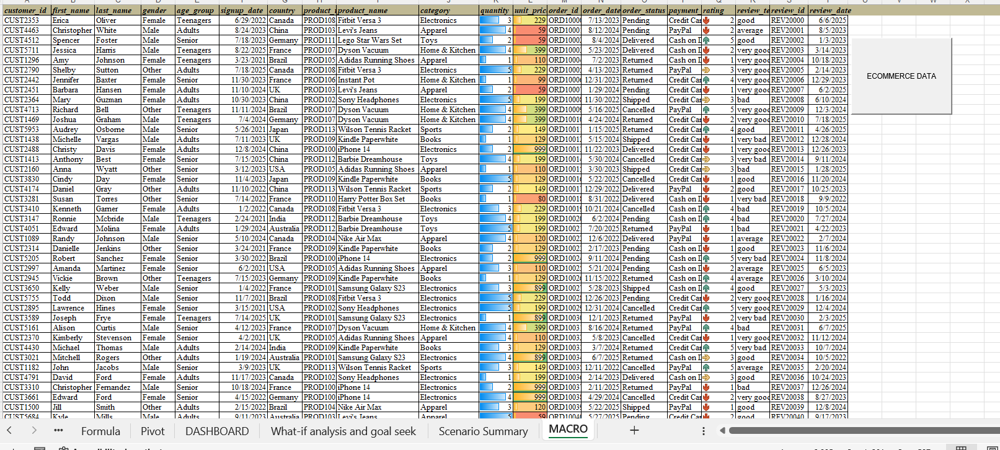 customer_id first_name last_name gender age_group signup_date country product_i product_name category quantity unit_pric order_id order_date order_status payment_ rating review_te review_id review_date
CUST2353 Erica Oliver Female Teenagers 6/29/2022 Canada PROD108 Fitbit Versa 3 Electronics 3 229 ORD1000 7/13/2023 Pending Credit Car 2 good REV20000 6/6/2025
CUST4463 Christopher White Male Adults 8/24/2023 China PROD103 Levi's Jeans Apparel 4 59 ORD1000 8/12/2024 Pending PayPal 2 average REV20001 8/5/2023
CUST4512 Spencer Foster Male Senior 7/18/2023 Germany PROD111 Lego Star Wars Set Toys 2 59 ORD1000 8/4/2024 Delivered Cash on D 5 good REV20002 1/3/2023
CUST5711 Jessica Harris Male Teenagers 8/22/2025 France PROD107 Dyson Vacuum Home & Kitchen 4 399 ORD1000 5/23/2025 Delivered Cash on D 2 very good REV20003 3/14/2023
CUST1296 Amy Johnson Female Teenagers 3/23/2021 Brazil PROD105 Adidas Running Shoes Apparel 1 110 ORD1000 7/2/2023 Returned Cash on D 1 very good REV20004 10/18/2023
CUST2790 Shelby Sutton Other Adults 7/18/2025 Canada PROD108 Fitbit Versa 3 Electronics 5 229 ORD1000 4/13/2023 Returned PayPal 3 very good REV20005 2/14/2023
CUST2442 Jennifer Baxter Female Senior 11/30/2023 France PROD106 Instant Pot Home & Kitchen 1 99 ORD1000 12/31/2023 Returned Credit Car 4 very good REV20006 12/29/2023
CUST2451 Barbara Hansen Female Adults 11/10/2024 UK PROD103 Levi's Jeans Apparel 2 59 ORD1000 1/29/2024 Pending Credit Car 1 very good REV20007 6/2/2025
CUST2364 Mary Guzman Female Adults 10/30/2023 China PROD102 Sony Headphones Electronics 5 199 ORD1000 11/30/2022 Shipped Credit Car 3 bad REV20008 6/10/2024
CUST4713 Richard Bell Other Teenagers 11/11/2024 Brazil PROD107 Dyson Vacuum Home & Kitchen 4 399 ORD1000 5/16/2025 Cancelled PayPal 5 very good REV20009 12/3/2024
CUST1469 Joshua Graham Male Teenagers 7/4/2024 Germany PROD107 Dyson Vacuum Home & Kitchen 4 399 ORD1001 4/24/2024 Returned Credit Car 2 very good REV20010 7/18/2025
CUST5953 Audrey Osborne Male Senior 5/26/2021 Japan PROD113 Wilson Tennis Racket Sports 2 149 ORD1001 1/15/2025 Returned Credit Car 4 good REV20011 4/26/2025
CUST1438 Michelle Vargas Male Adults 7/11/2023 UK PROD109 Kindle Paperwhite Books 1 129 ORD1001 5/15/2024 Shipped Credit Car 1 very bad REV20012 12/28/2024
CUST2488 Christy Davis Female Adults 12/8/2024 China PROD100 iPhone 14 Electronics 2 999 ORD1001 11/22/2023 Delivered Credit Car 1 very good REV20013 12/26/2023
CUST1413 Anthony Best Female Senior 7/15/2025 China PROD112 Barbie Dreamhouse Toys 4 199 ORD1001 5/30/2024 Cancelled Credit Car 3 very bad REV20014 9/11/2024
CUST2160 Anna Wyatt Other Senior 3/12/2023 USA PROD105 Adidas Running Shoes Apparel 1 110 ORD1001 3/30/2023 Shipped Credit Car 3 bad REV20015 1/28/2025
CUST3830 Cindy Day Female Senior 11/4/2023 Japan PROD109 Kindle Paperwhite Books 5 129 ORD1001 5/22/2025 Cancelled Credit Car 1 good REV20016 11/20/2024
CUST4174 Daniel Gray Other Adults 11/10/2022 China PROD113 Wilson Tennis Racket Sports 2 149 ORD1001 12/29/2022 Delivered PayPal 2 good REV20017 10/25/2023
CUST3281 Susan Torres Other Senior 7/14/2022 France PROD110 Harry Potter Box Set Books 1 80 ORD1001 8/31/2022 Delivered Cash on D 1 very bad REV20018 9/9/2022
CUST3410 Kenneth Garner Female Adults 1/2/2022 Canada PROD108 Fitbit Versa 3 Electronics 3 229 ORD1001 10/21/2024 Cancelled Cash on D 4 bad REV20019 10/5/2024
CUST3147 Ronnie Mcbride Male Teenagers 2/24/2021 India PROD112 Barbie Dreamhouse Toys 4 199 ORD1002 6/2/2024 Pending Cash on D 4 bad REV20020 7/27/2024
CUST4051 Edward Molina Female Adults 1/29/2024 Australia PROD112 Barbie Dreamhouse Toys 5 199 ORD1002 7/20/2025 Returned PayPal 1 bad REV20021 4/22/2023
CUST1089 Randy Johnson Male Senior 5/10/2024 Canada PROD104 Nike Air Max Apparel 4 120 ORD1002 12/6/2022 Delivered PayPal 1 average REV20022 2/7/2024
CUST2314 Danielle Jenkins Other Senior 3/24/2021 France PROD109 Kindle Paperwhite Books 2 129 ORD1002 2/17/2023 Pending Cash on D 1 good REV20023 11/6/2024
CUST5205 Robert Sanchez Female Senior 3/30/2022 Brazil PROD100 iPhone 14 Electronics 2 999 ORD1002 9/11/2024 Pending Cash on D 5 very bad REV20024 11/8/2024
CUST2997 Amanda Martinez Female Senior 6/2/2021 USA PROD105 Adidas Running Shoes Apparel 3 110 ORD1002 5/21/2024 Pending Cash on D 2 average REV20025 6/5/2023
CUST2945 Vickie Brown Other Teenagers 7/15/2023 Germany PROD109 Kindle Paperwhite Books 1 129 ORD1002 11/15/2022 Returned Cash on D 4 average REV20026 3/10/2024
CUST3650 Kelly Weber Male Senior 1/4/2022 France PROD101 Samsung Galaxy S23 Electronics 3 899 ORD1002 5/28/2023 Shipped Cash on D 4 good REV20027 5/3/2023
CUST5755 Todd Dixon Male Senior 11/7/2021 Brazil PROD108 Fitbit Versa 3 Electronics 5 229 ORD1002 12/26/2023 Pending Credit Car 2 very good REV20028 1/16/2024
CUST2895 Lawrence Hines Female Senior 3/15/2021 USA PROD102 Sony Headphones Electronics 5 199 ORD1002 12/31/2024 Cancelled Credit Car 5 very good REV20029 12/4/2024
CUST3589 Joseph Frye Female Teenagers 7/14/2025 UK PROD101 Samsung Galaxy S23 Electronics 1 899 ORD1003 12/1/2023 Returned PayPal 2 very bad REV20030 2/3/2025
CUST5161 Alison Curtis Male Senior 4/12/2023 France PROD107 Dyson Vacuum Home & Kitchen 4 399 ORD1003 8/16/2024 Returned PayPal 4 bad REV20031 6/7/2025
CUST2370 Kimberly Stevenson Female Senior 4/2/2021 UK PROD105 Adidas Running Shoes Apparel 4 110 ORD1003 5/8/2023 Cancelled Credit Car 1 very good REV20032 11/12/2024
CUST4430 Michael Thomas Male Adults 2/14/2024 India PROD109 Kindle Paperwhite Books 3 129 ORD1003 3/7/2024 Returned Credit Car 5 very bad REV20033 10/7/2024
CUST3021 Mitchell Rogers Other Adults 1/19/2024 Australia PROD101 Samsung Galaxy S23 Electronics 4 899 ORD1003 6/7/2025 Returned Cash on D 3 good REV20034 10/5/2022
CUST1182 John Jacobs Male Senior 3/9/2023 UK PROD113 Wilson Tennis Racket Sports 3 149 ORD1003 12/11/2022 Cancelled PayPal 5 average REV20035 2/20/2024
CUST4791 David Ford Female Adults 11/17/2023 Canada PROD102 Sony Headphones Electronics 1 199 ORD1003 2/14/2023 Delivered Cash on D 3 good REV20036 10/24/2023
CUST3310 Christopher Fernandez Male Senior 10/18/2024 France PROD100 iPhone 14 Electronics 2 999 ORD1003 2/11/2025 Returned PayPal 1 bad REV20037 12/26/2024
CUST3661 Edward Ford Female Senior 4/15/2022 Germany PROD100 iPhone 14 Electronics 4 999 ORD1003 4/29/2024 Cancelled Credit Car 2 very good REV20038 8/27/2023
CUST1500 Jill Smith Other Adults 2/15/2022 Brazil PROD104 Nike Air Max Apparel 3 120 ORD1003 5/22/2025 Shipped PayPal 1 good REV20039 12/8/2024
CUST5684 Kyle Mills Male Adults 9/11/2023 Australia PROD103 Levi's Jeans Apparel 5 59 ORD1004 5/27/2025 Pending Credit Car 2 good REV20040 9/17/2023
ECOMMERCE DATA
Formula Pivot DASHBOARD What-if analysis and goal seek Scenario Summary MACRO